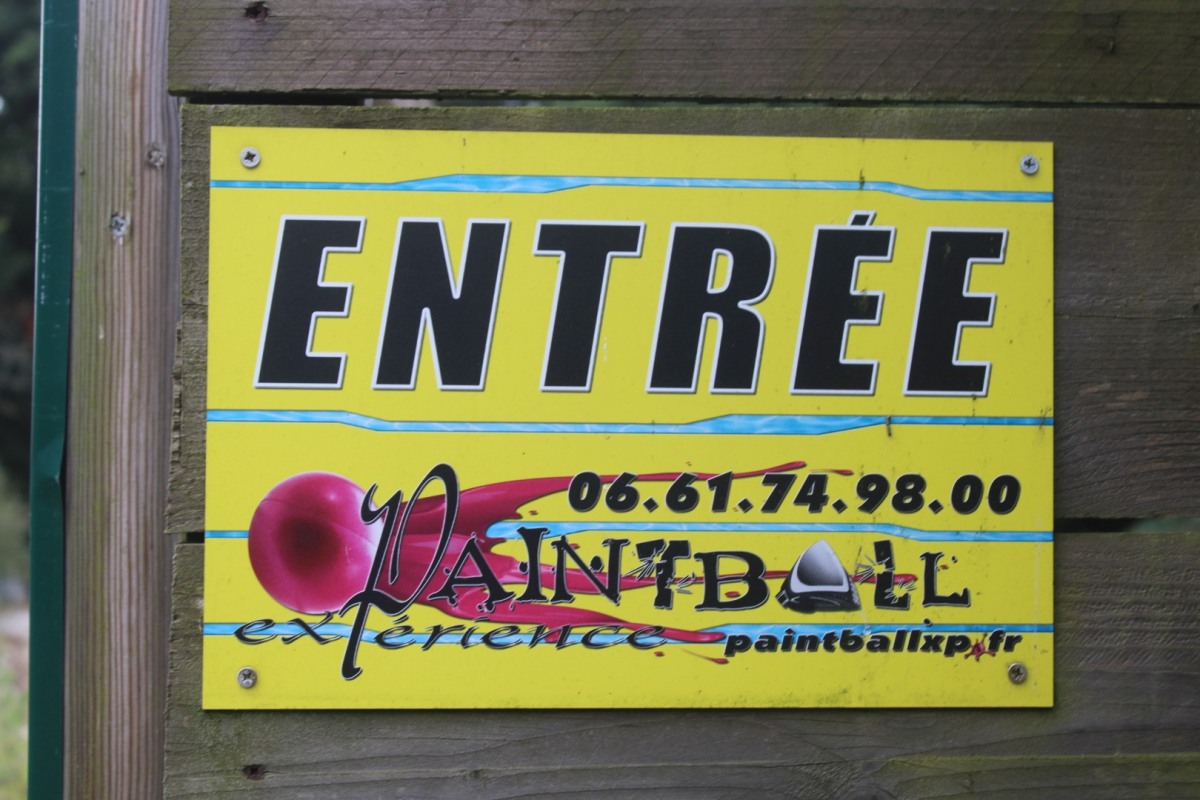 ENTRÉE
06.61.74.98.00
PAINTBALL
expérience
paintballxp.fr